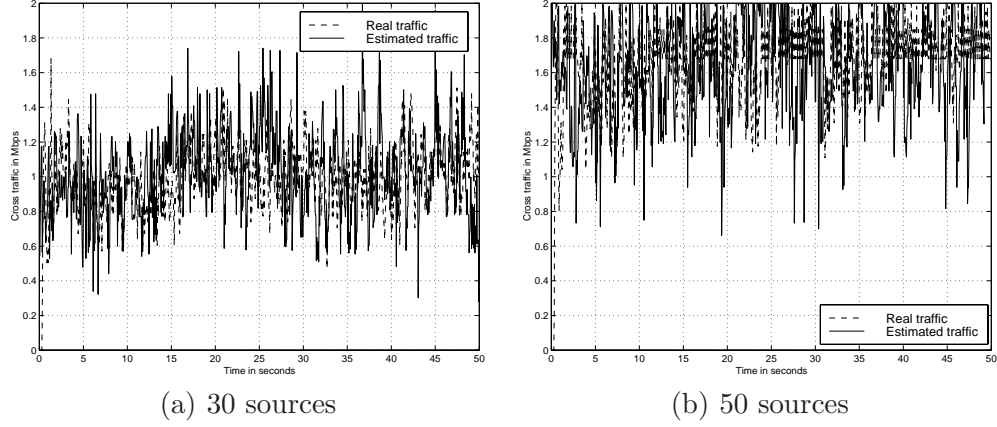 Real traffic
Estimated traffic
Cross traffic in Mbps
2
1.8
1.6
1.4
1.2
1
0.8
0.6
0.4
0.2
0
0 5 10 15 20 25 30 35 40 45 50
Time in seconds
(a) 30 sources
Cross traffic in Mbps
2
1.8
1.6
1.4
1.2
1
0.8
0.6
0.4
0.2
0
Real traffic
Estimated traffic
0 5 10 15 20 25 30 35 40 45 50
Time in seconds
(b) 50 sources